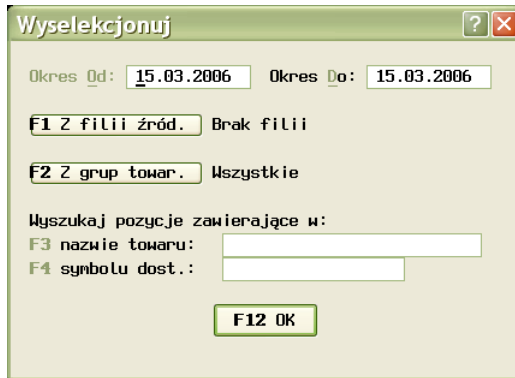 Wyselekcjonuj
Okres Od: 15.03.2006 Okres Do: 15.03.2006
F1 Z filii źród. Brak filii
F2 Z grup towar. Wszystkie
Wyszukaj pozycje zawierające w:
F3 nazwie towaru:
F4 symbolu dost.:
F12 OK